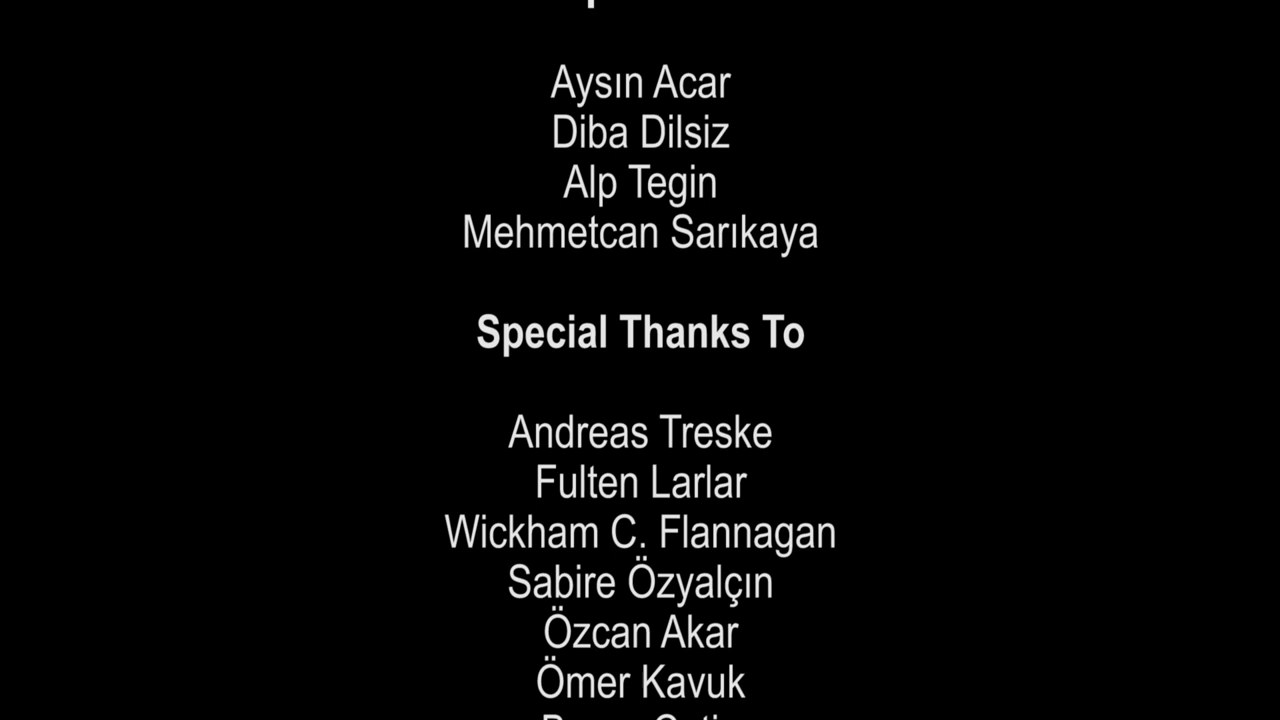 Aysın Acar
Diba Dilsiz
Alp Tegin
Mehmetcan Sarıkaya
Special Thanks To
Andreas Treske
Fulten Larlar
Wickham C. Flannagan
Sabire Özyalçın
Özcan Akar
Ömer Kavuk